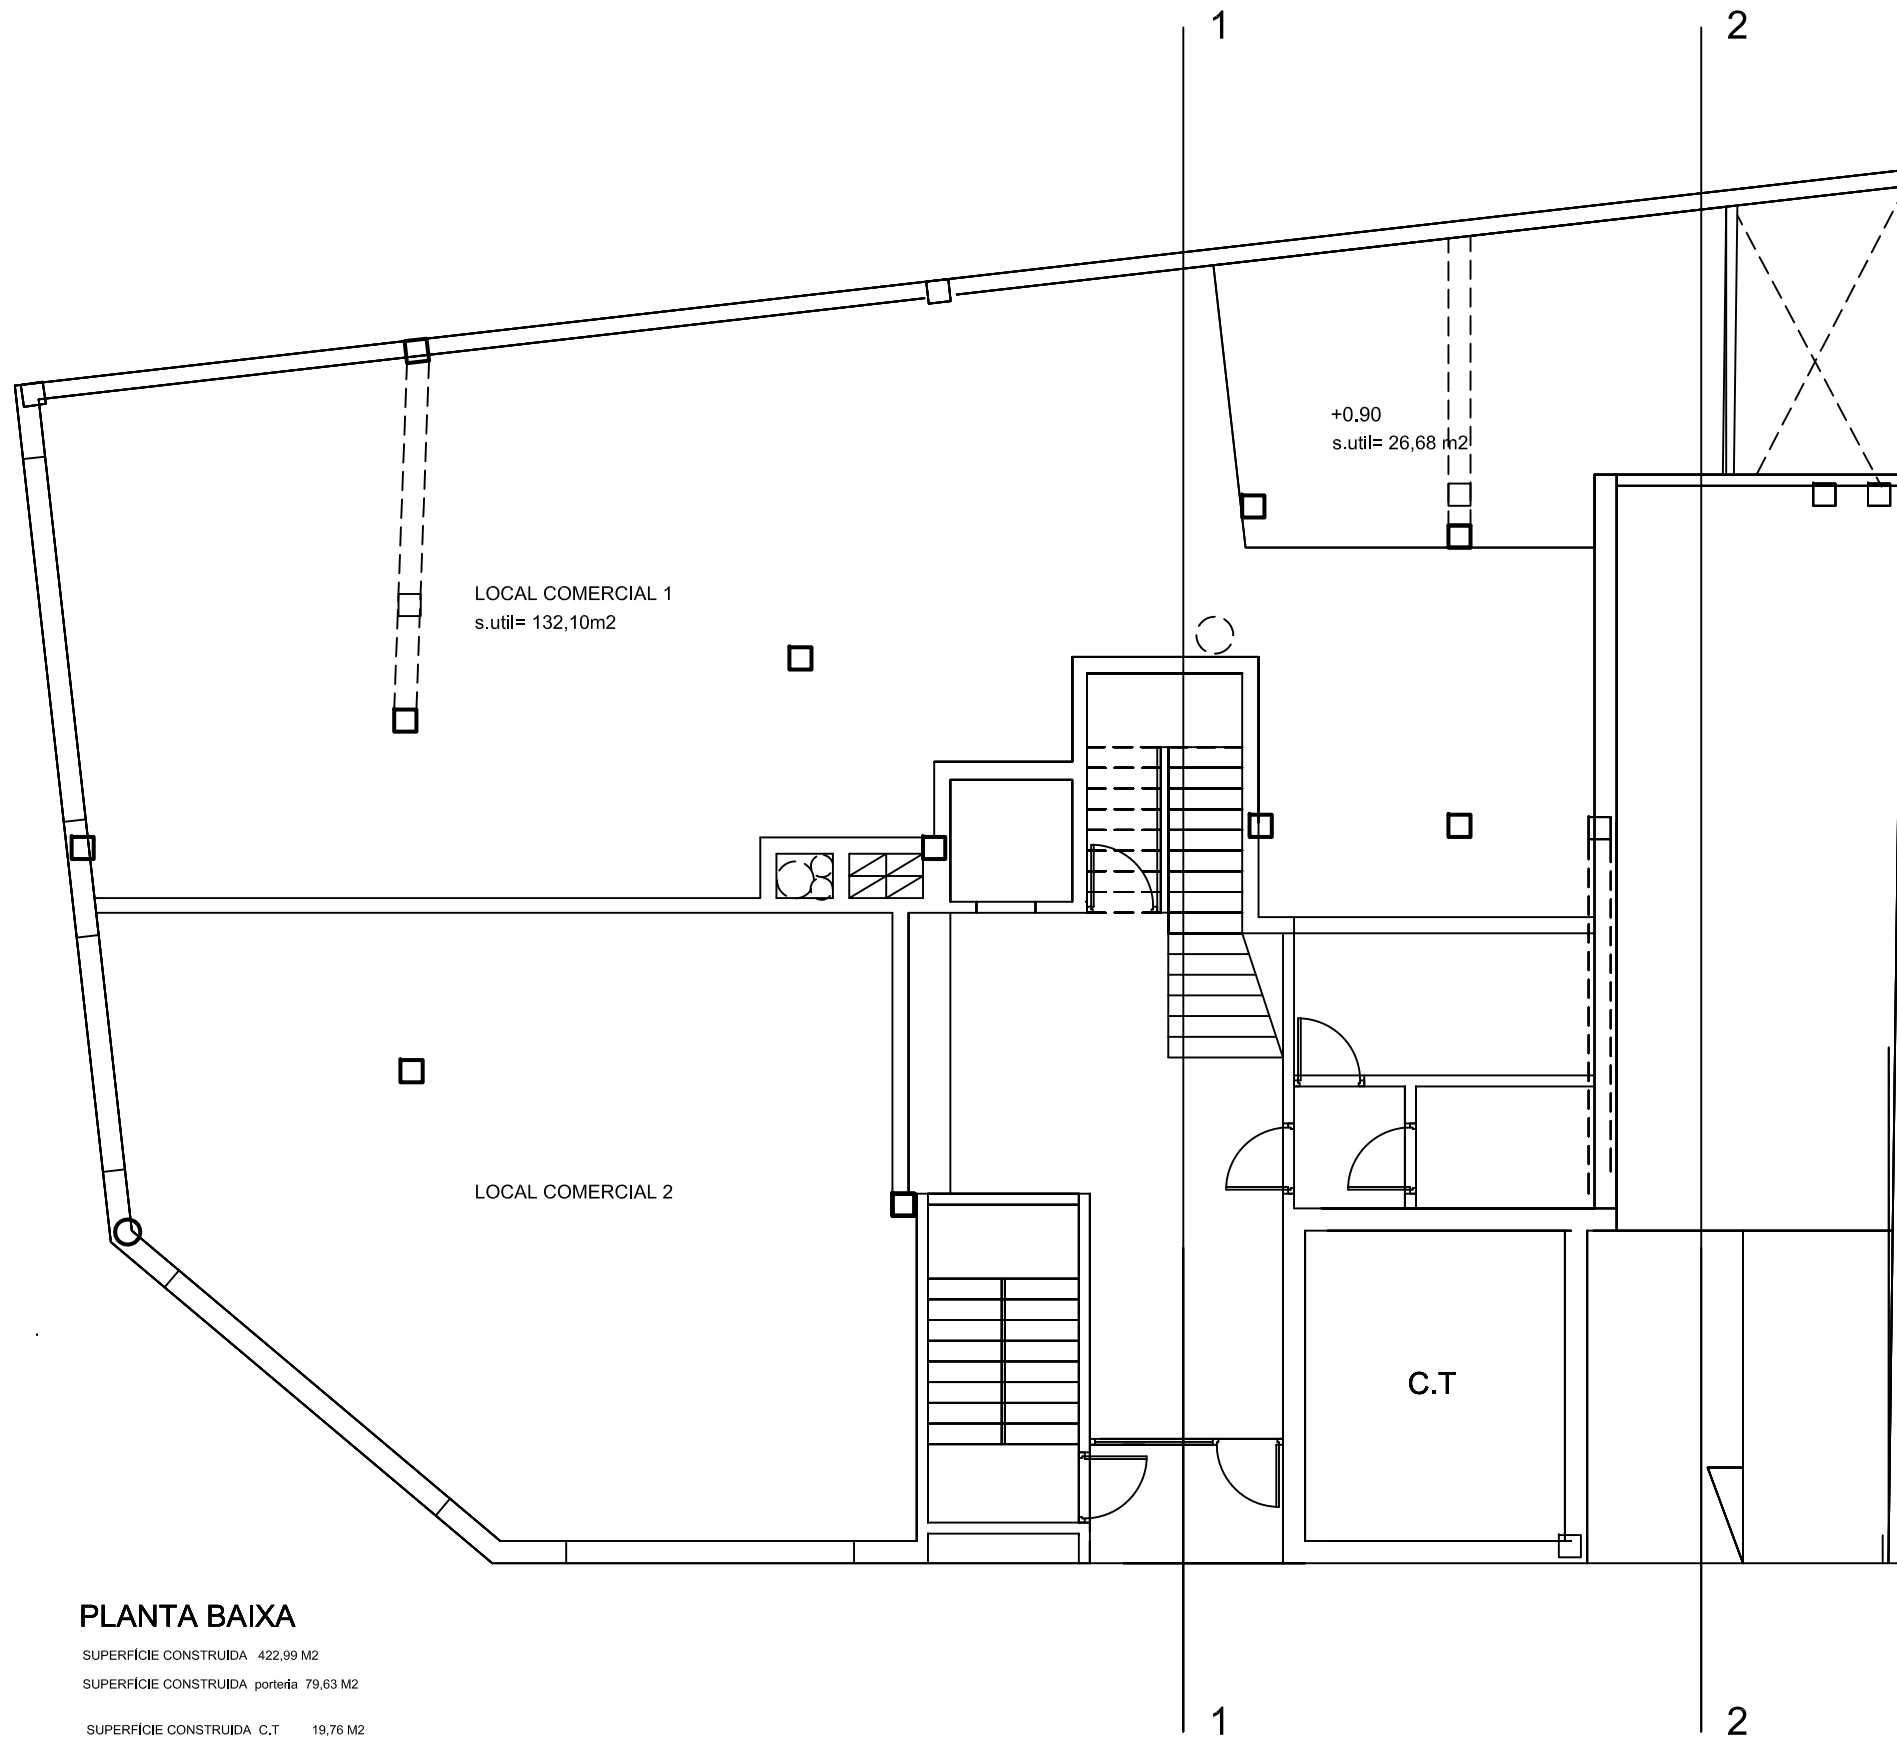 1
2
+0.90
s.util= 26,68 m2
LOCAL COMERCIAL 1
s.util= 132,10m2
LOCAL COMERCIAL 2
C.T
PLANTA BAIXA
SUPERFÍCIE CONSTRUIDA 422,99 M2
SUPERFÍCIE CONSTRUIDA porteria 79,63 M2
SUPERFÍCIE CONSTRUIDA C.T 19,76 M2
1
2